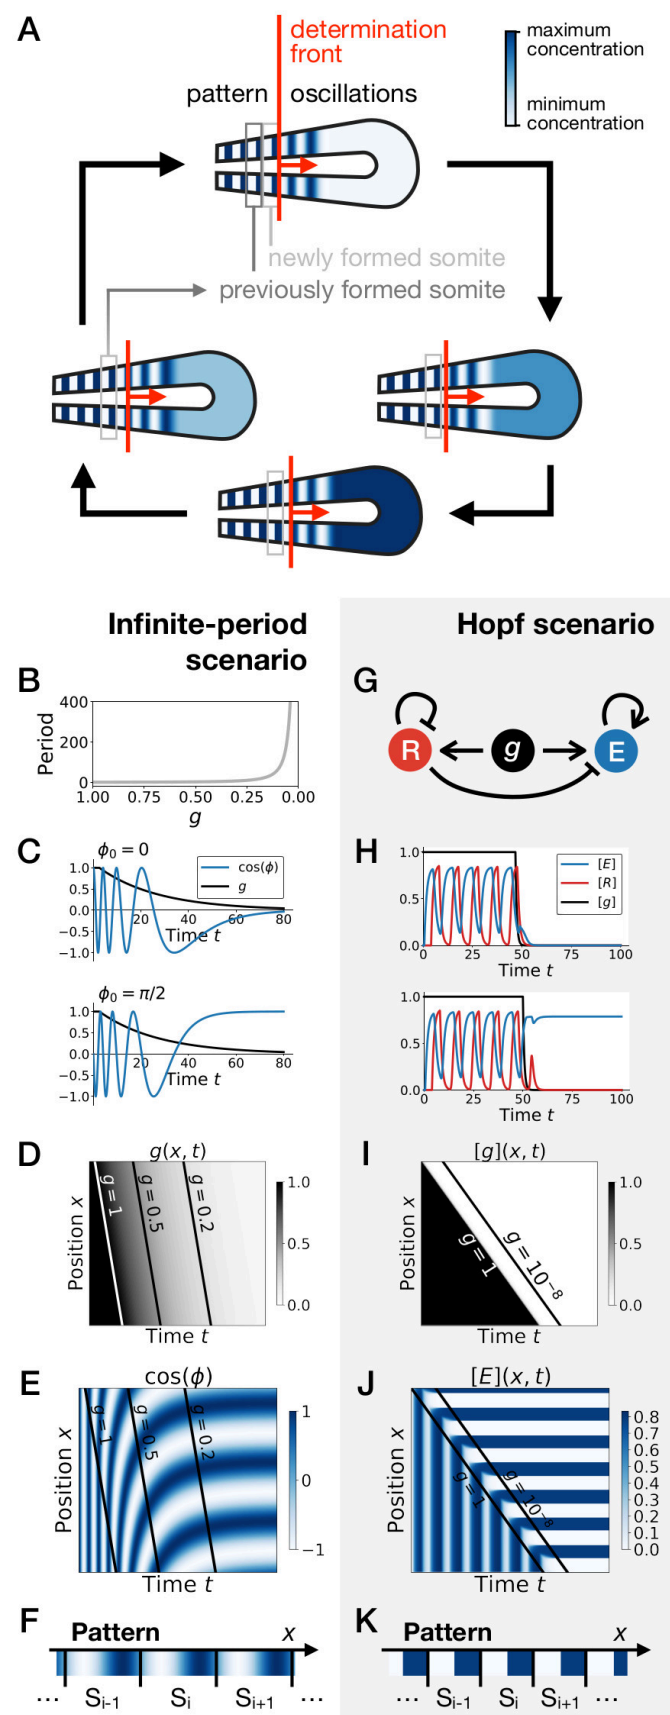 A
determination
front
pattern
oscillations
maximum
concentration
minimum
concentration
newly formed somite
previously formed somite
Infinite-period
scenario
B
400
200
0
Period
1.00 0.75 0.50 0.25 0.00
g
C
ϕ₀ = 0
cos(ϕ)
g
1.0
0.5
0.0
−0.5
−1.0
20 40 60 80
Time t
ϕ₀ = π/2
1.0
0.5
0.0
−0.5
−1.0
20 40 60 80
Time t
D
g(x, t)
Position x
g = 1
g = 0.5
g = 0.2
1.0
0.5
0.0
Time t
E
cos(ϕ)
Position x
g = 1
g = 0.5
g = 0.2
1
0
−1
Time t
F
Pattern
x
... Sᵢ₋₁ Sᵢ Sᵢ₊₁ ...
Hopf scenario
G
R
g
E
H
1.0
0.5
0.0
[E]
[R]
[g]
0 25 50 75 100
Time t
1.0
0.5
0.0
0 25 50 75 100
Time t
I
[g](x, t)
Position x
g = 1
g = 10⁻⁸
1.0
0.5
0.0
Time t
J
[E](x, t)
Position x
g = 1
g = 10⁻⁸
0.8
0.7
0.6
0.5
0.4
0.3
0.2
0.1
0.0
Time t
K
Pattern
x
... Sᵢ₋₁ Sᵢ Sᵢ₊₁ ...